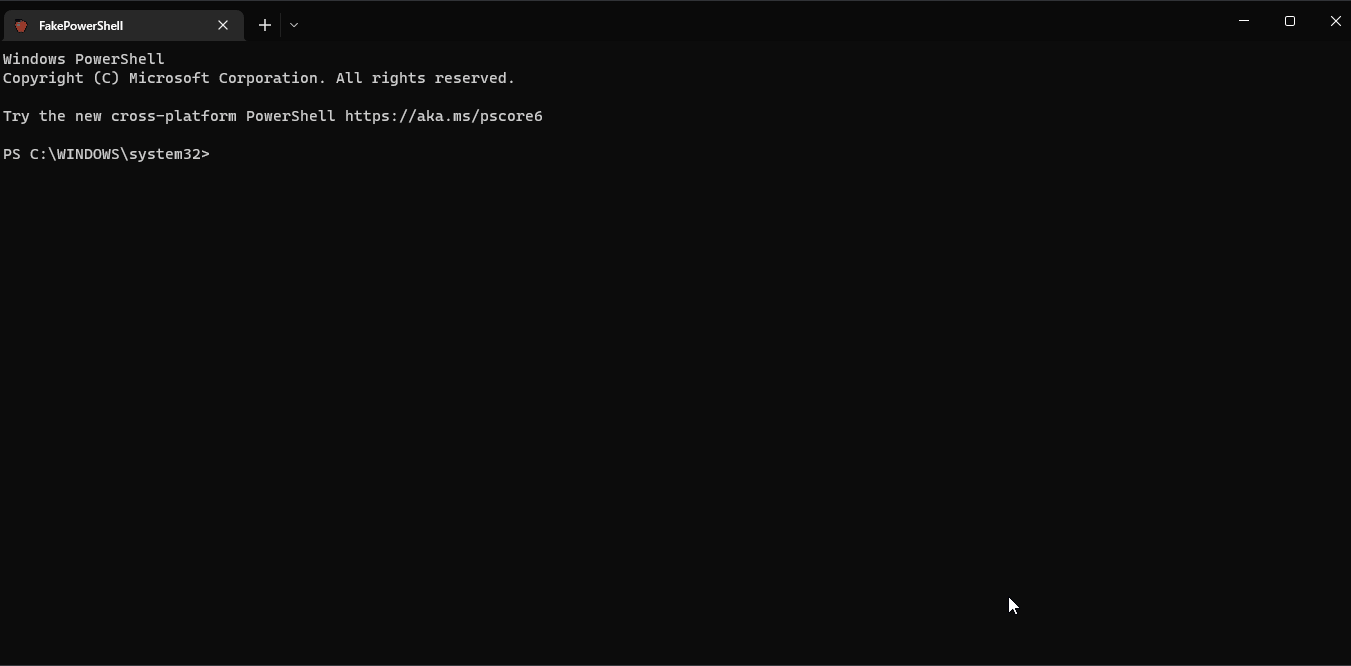 FakePowerShell
Windows PowerShell
Copyright (C) Microsoft Corporation. All rights reserved.
Try the new cross-platform PowerShell https://aka.ms/pscore6
PS C:\WINDOWS\system32>